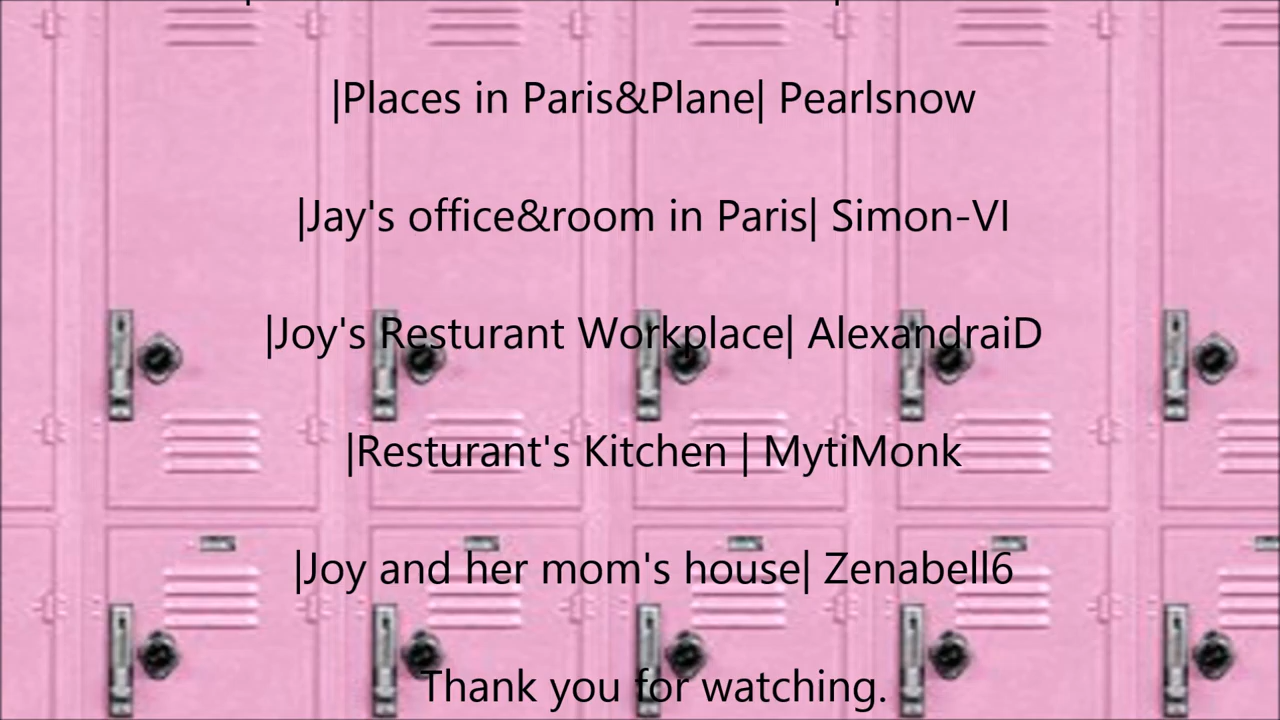 |Places in Paris&Plane| Pearlsnow
|Jay's office&room in Paris| Simon-VI
|Joy's Resturant Workplace| AlexandraiD
|Resturant's Kitchen | MytiMonk
|Joy and her mom's house| Zenabell6
Thank you for watching.